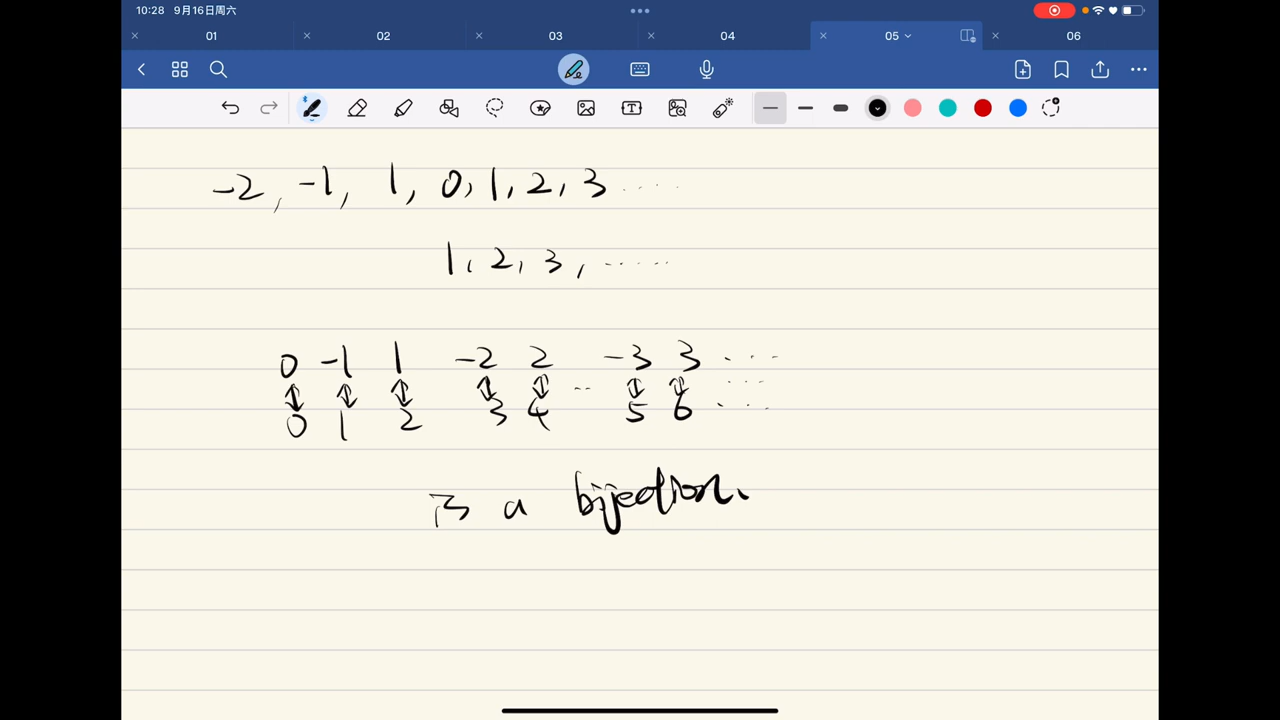 10:28 9月16日周六
01 02 03 04 05 06
-2, -1, 1, 0, 1, 2, 3 ......
1, 2, 3, ......
0 -1 1 -2 2 -3 3 ....
↕ ↕ ↕ ↕ ↕ .. ↕ ↕ ....
0 1 2 3 4 5 6 ....
is a bijection.